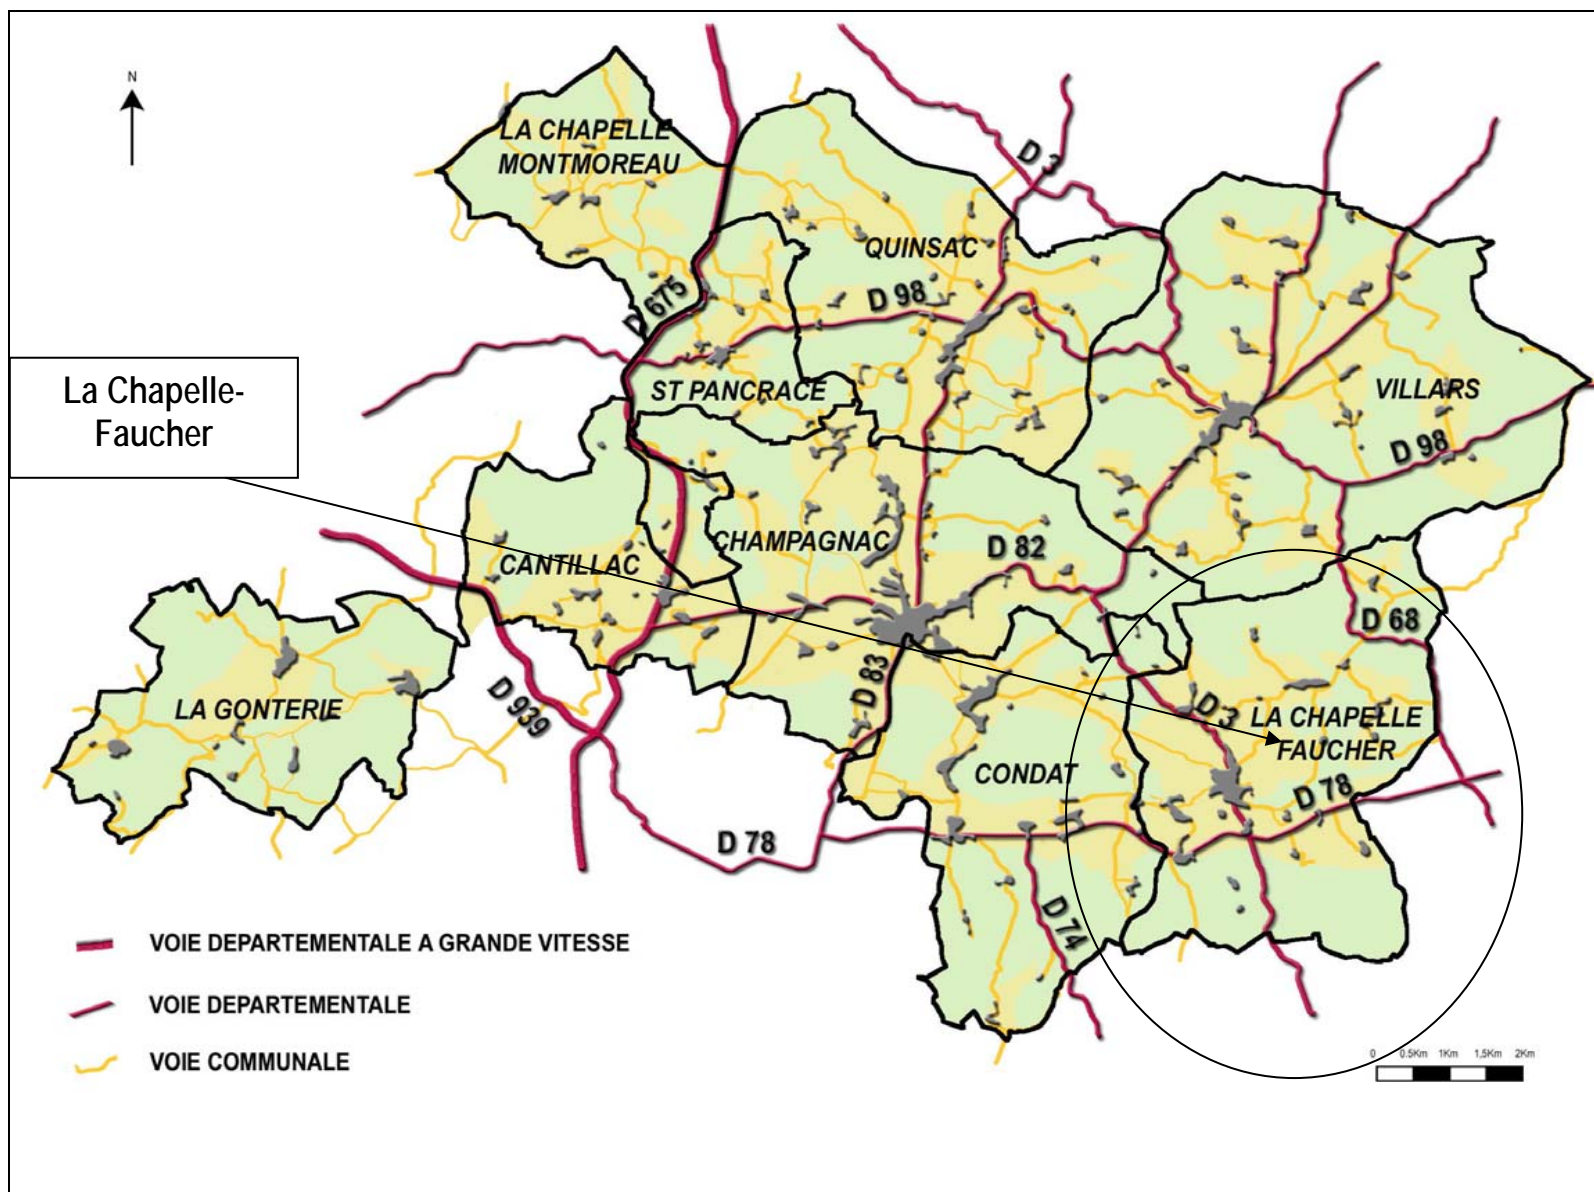 N
LA CHAPELLE
MONTMOREAU
D 3
QUINSAC
D 98
D 675
La Chapelle-
Faucher
ST PANCRACE
VILLARS
D 98
CHAMPAGNAC
D 82
CANTILLAC
D 68
D 83
LA GONTERIE
D 939
D 3
LA CHAPELLE
FAUCHER
CONDAT
D 78
D 78
D 74
VOIE DEPARTEMENTALE A GRANDE VITESSE
VOIE DEPARTEMENTALE
VOIE COMMUNALE
0 0.5Km 1Km 1,5Km 2Km